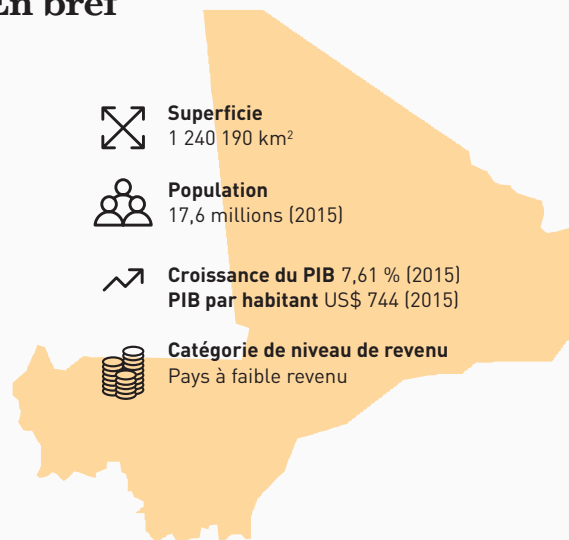 En bref
Superficie
1 240 190 km²
Population
17,6 millions (2015)
Croissance du PIB 7,61 % (2015)
PIB par habitant US$ 744 (2015)
Catégorie de niveau de revenu
Pays à faible revenu